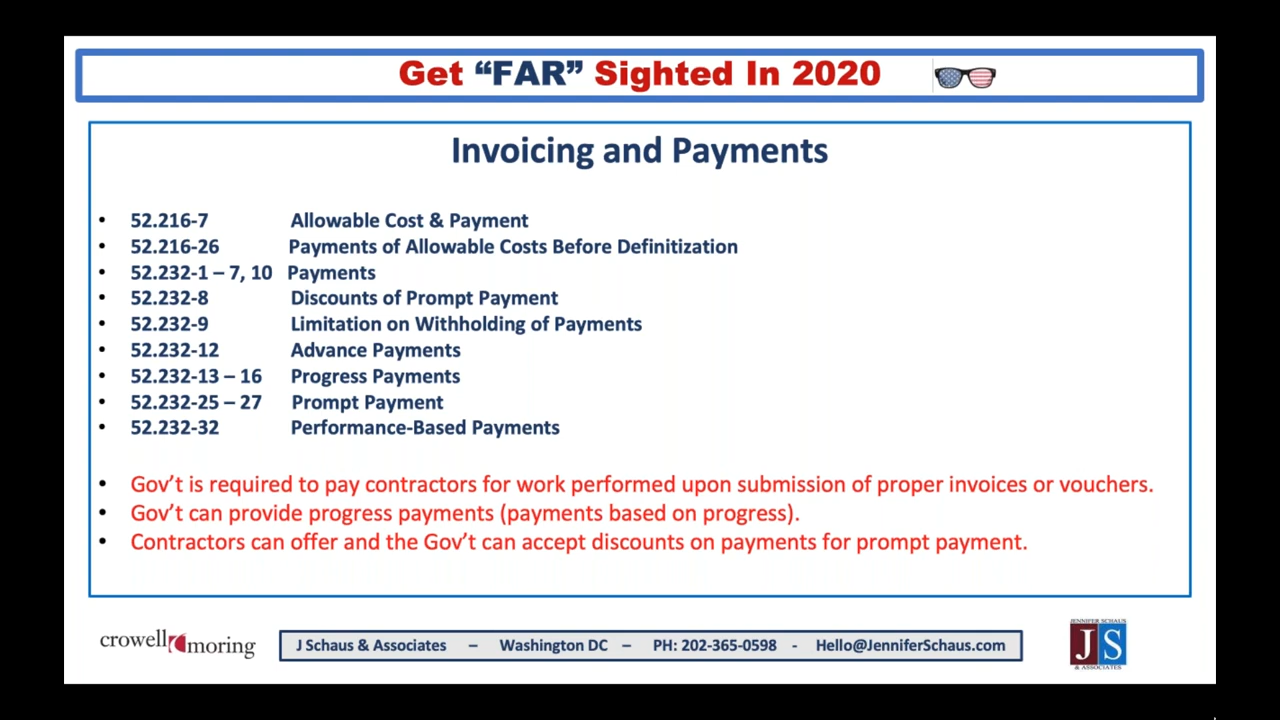 Get “FAR” Sighted In 2020
Invoicing and Payments
• 52.216-7 Allowable Cost & Payment
• 52.216-26 Payments of Allowable Costs Before Definitization
• 52.232-1 – 7, 10 Payments
• 52.232-8 Discounts of Prompt Payment
• 52.232-9 Limitation on Withholding of Payments
• 52.232-12 Advance Payments
• 52.232-13 – 16 Progress Payments
• 52.232-25 – 27 Prompt Payment
• 52.232-32 Performance-Based Payments
• Gov’t is required to pay contractors for work performed upon submission of proper invoices or vouchers.
• Gov’t can provide progress payments (payments based on progress).
• Contractors can offer and the Gov’t can accept discounts on payments for prompt payment.
crowell moring
J Schaus & Associates – Washington DC – PH: 202-365-0598 - Hello@JenniferSchaus.com
JENNIFER SCHAUS
JS
& ASSOCIATES